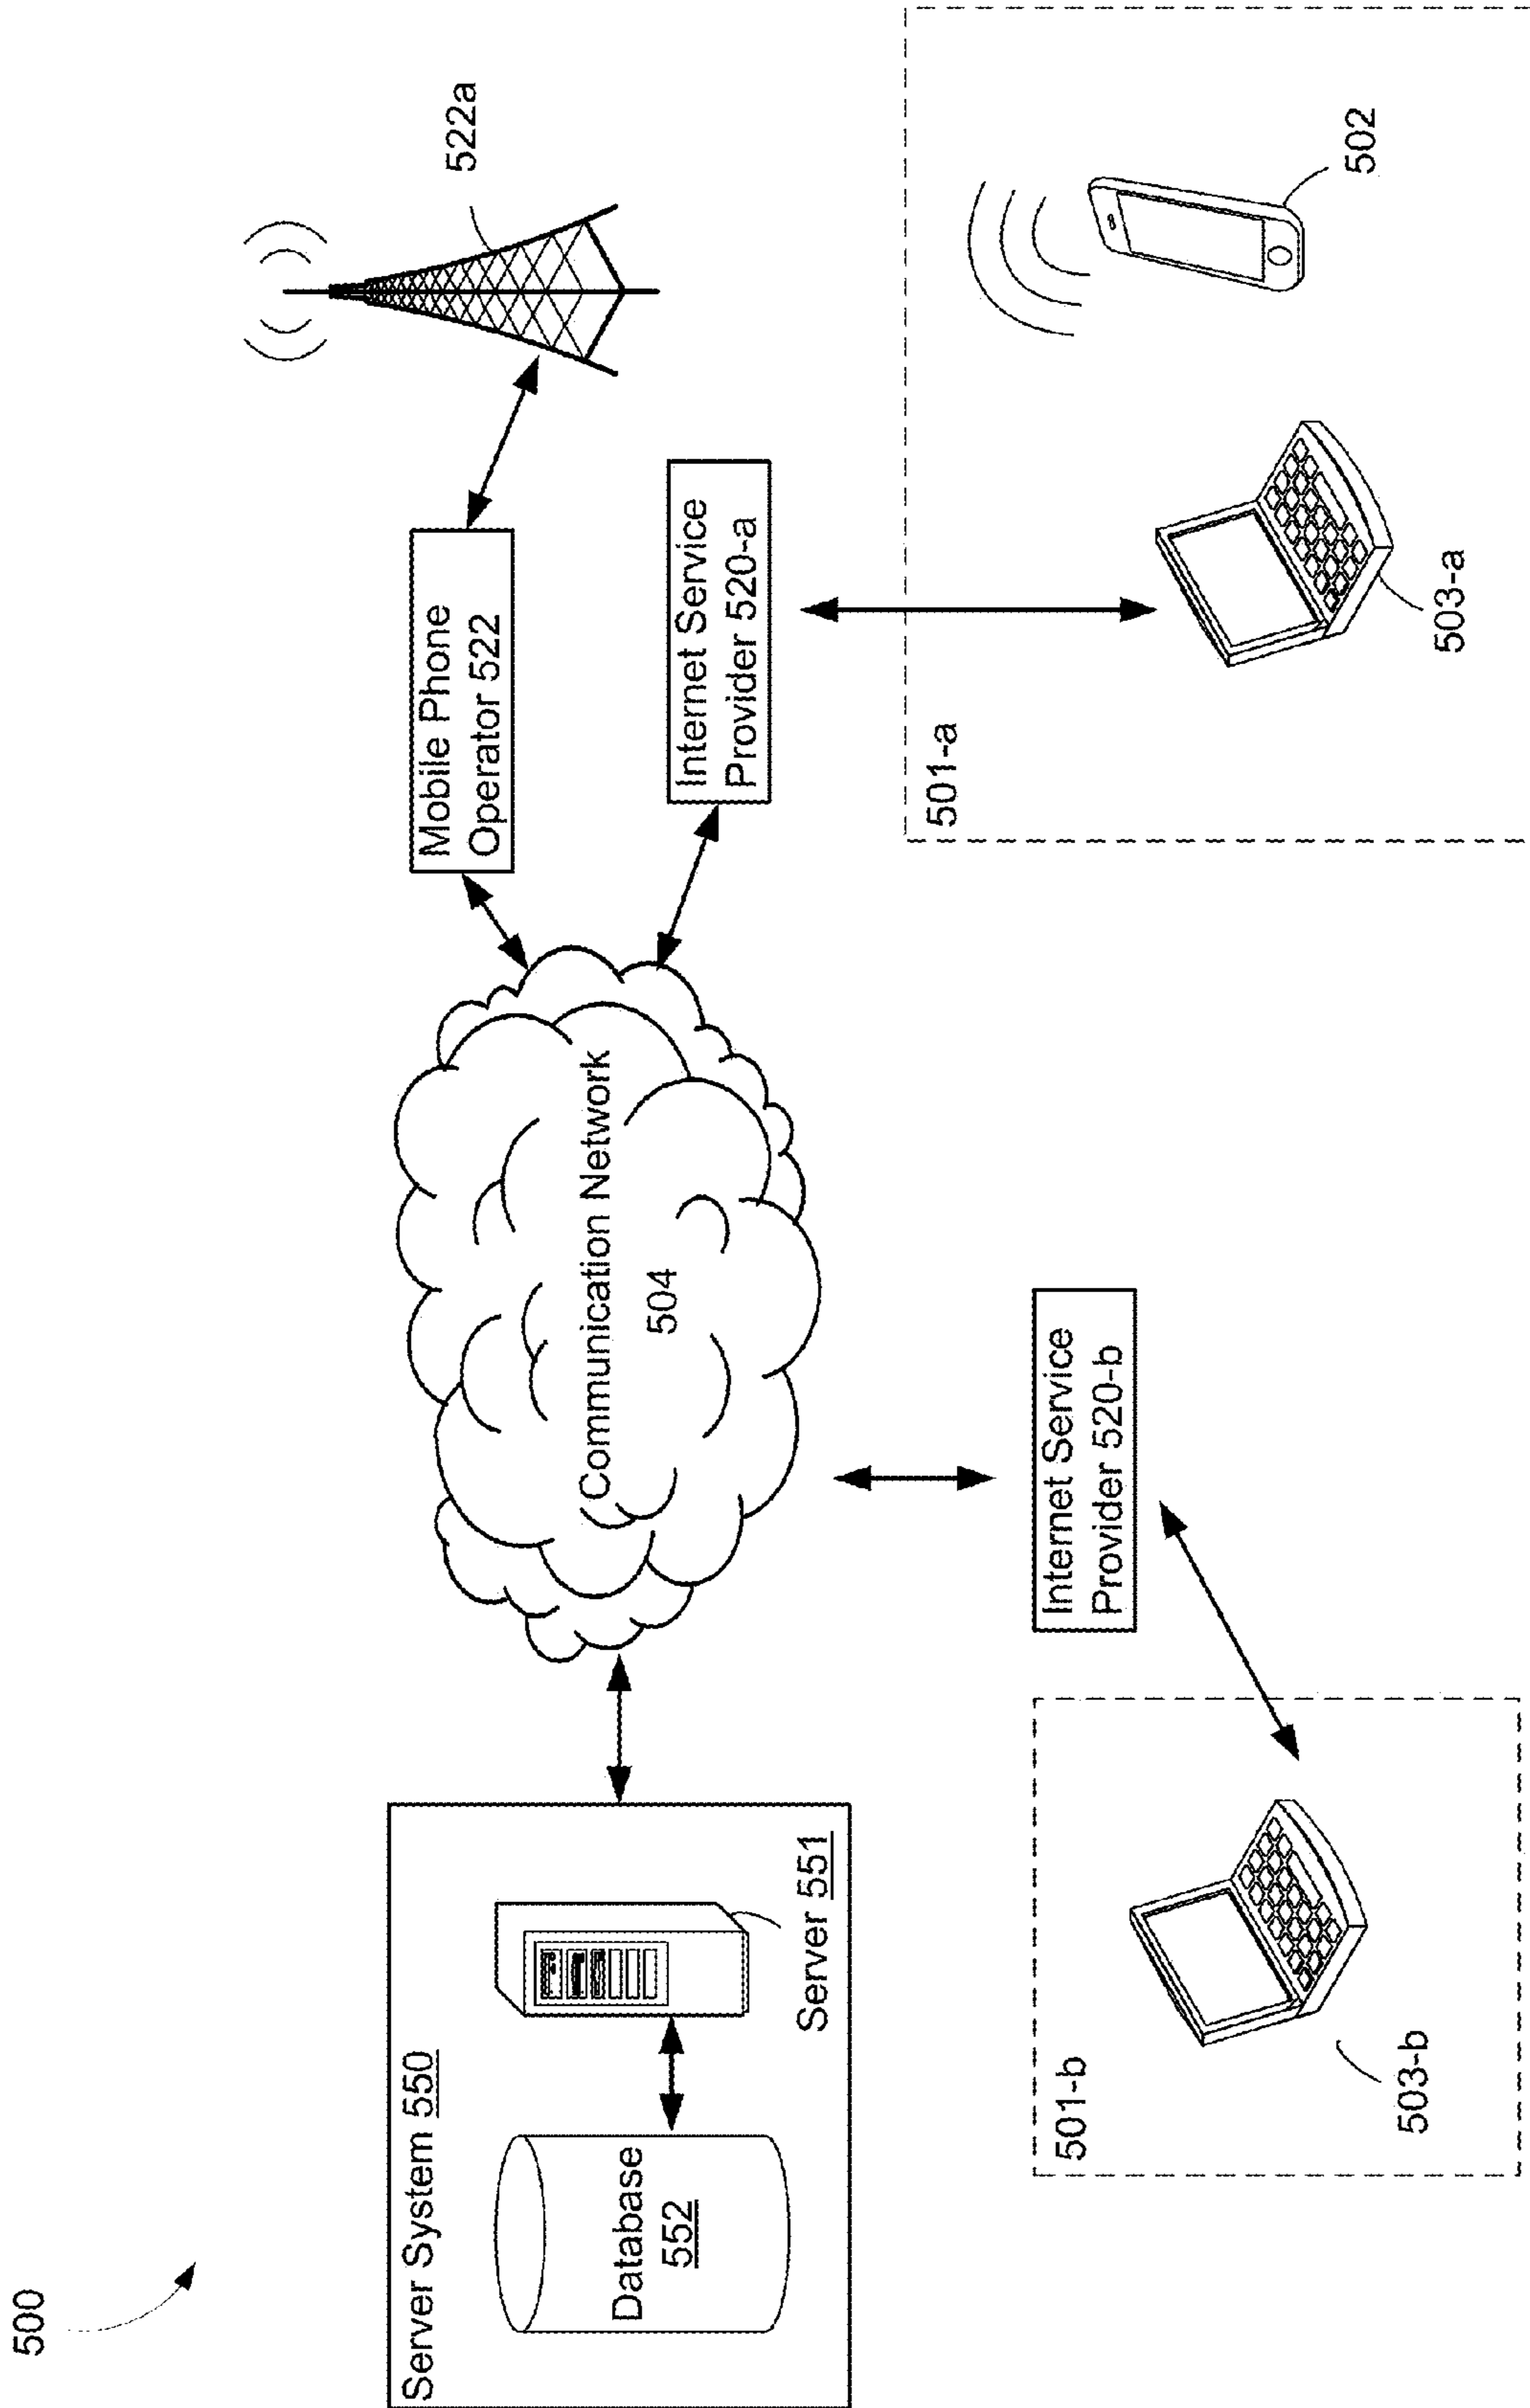 500
Server System 550
Database
552
Server 551
Communication Network
504
Mobile Phone
Operator 522
522a
Internet Service
Provider 520-a
Internet Service
Provider 520-b
501-b
503-b
501-a
503-a
502